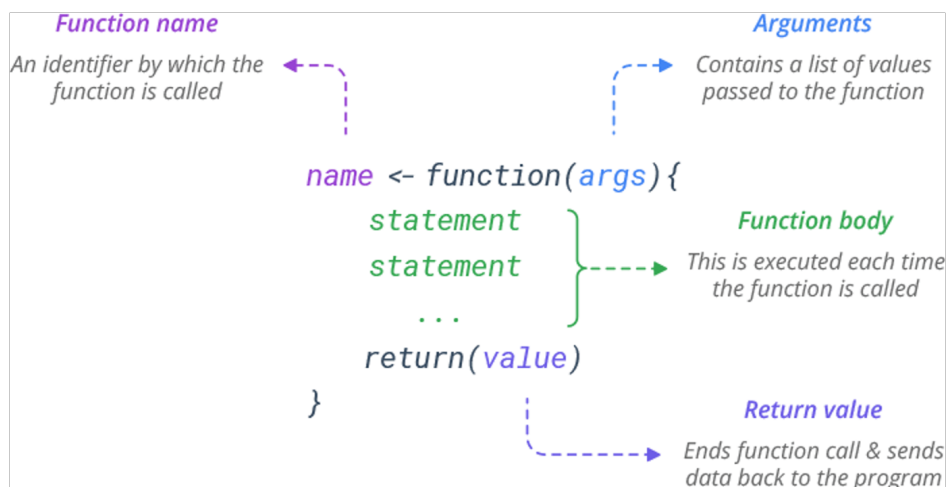 Function name
An identifier by which the
function is called
Arguments
Contains a list of values
passed to the function
name <- function(args){
statement
statement
...
return(value)
}
Function body
This is executed each time
the function is called
Return value
Ends function call & sends
data back to the program